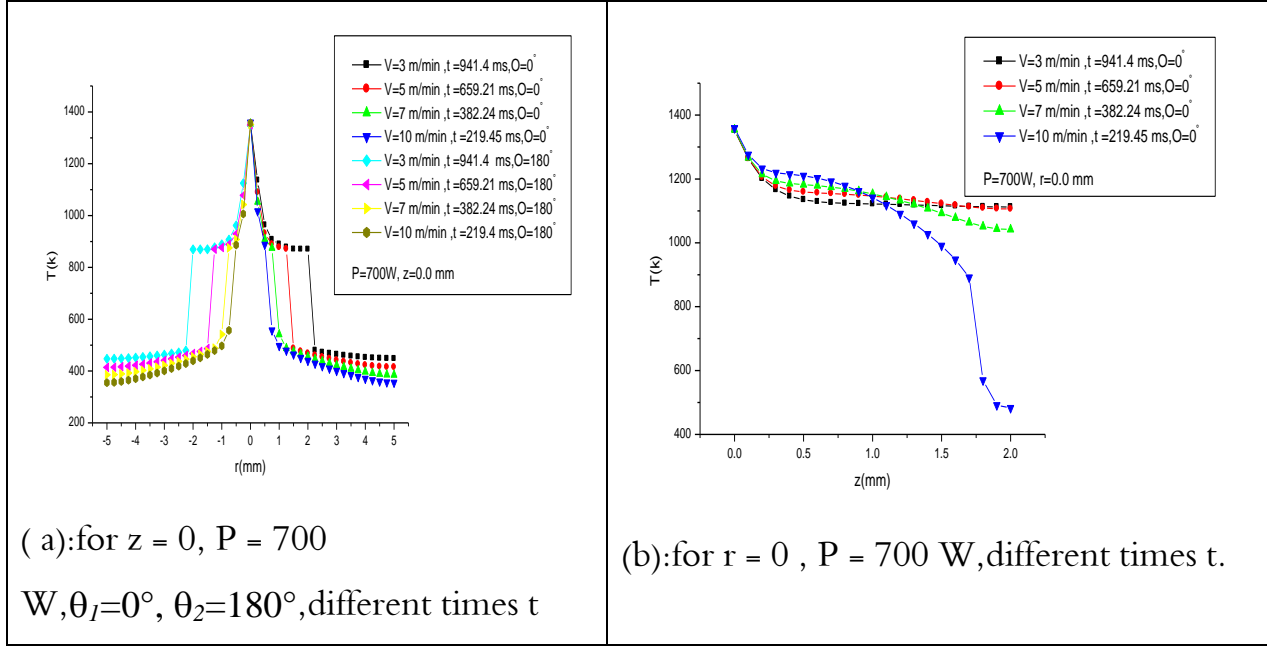 V=3 m/min ,t =941.4 ms,O=0°
V=5 m/min ,t =659.21 ms,O=0°
V=7 m/min ,t =382.24 ms,O=0°
V=10 m/min ,t =219.45 ms,O=0°
V=3 m/min ,t =941.4 ms,O=180°
V=5 m/min ,t =659.21 ms,O=180°
V=7 m/min ,t =382.24 ms,O=180°
V=10 m/min ,t =219.4 ms,O=180°
P=700W, z=0.0 mm
1400
1200
1000
800
600
400
200
T(k)
-5 -4 -3 -2 -1 0 1 2 3 4 5
r(mm)
( a):for z = 0, P = 700
W,θ1=0°, θ2=180°,different times t
V=3 m/min ,t =941.4 ms,O=0°
V=5 m/min ,t =659.21 ms,O=0°
V=7 m/min ,t =382.24 ms,O=0°
V=10 m/min ,t =219.45 ms,O=0°
P=700W, r=0.0 mm
1400
1200
1000
800
600
400
T(k)
0.0 0.5 1.0 1.5 2.0
z(mm)
(b):for r = 0 , P = 700 W,different times t.